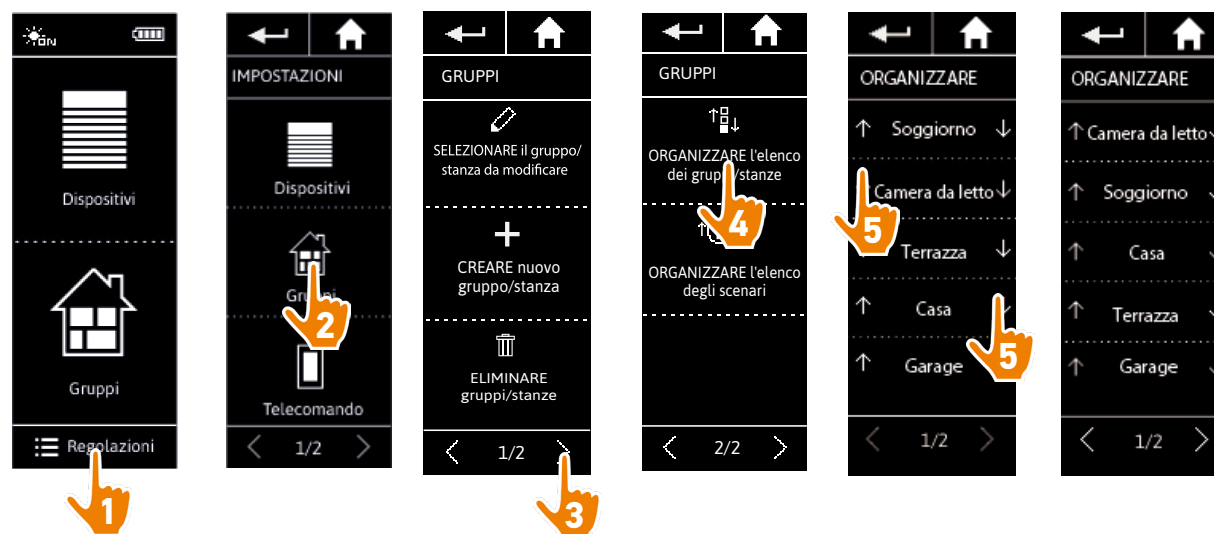 ON
Dispositivi
Gruppi
Regolazioni
1
IMPOSTAZIONI
Dispositivi
Gruppi
2
Telecomando
1/2
GRUPPI
SELEZIONARE il gruppo/
stanza da modificare
CREARE nuovo
gruppo/stanza
ELIMINARE
gruppi/stanze
1/2
3
GRUPPI
ORGANIZZARE l'elenco
dei gruppi/stanze
4
ORGANIZZARE l'elenco
degli scenari
2/2
ORGANIZZARE
Soggiorno
Camera da letto
5
Terrazza
Casa
5
Garage
1/2
ORGANIZZARE
Camera da letto
Soggiorno
Casa
Terrazza
Garage
1/2